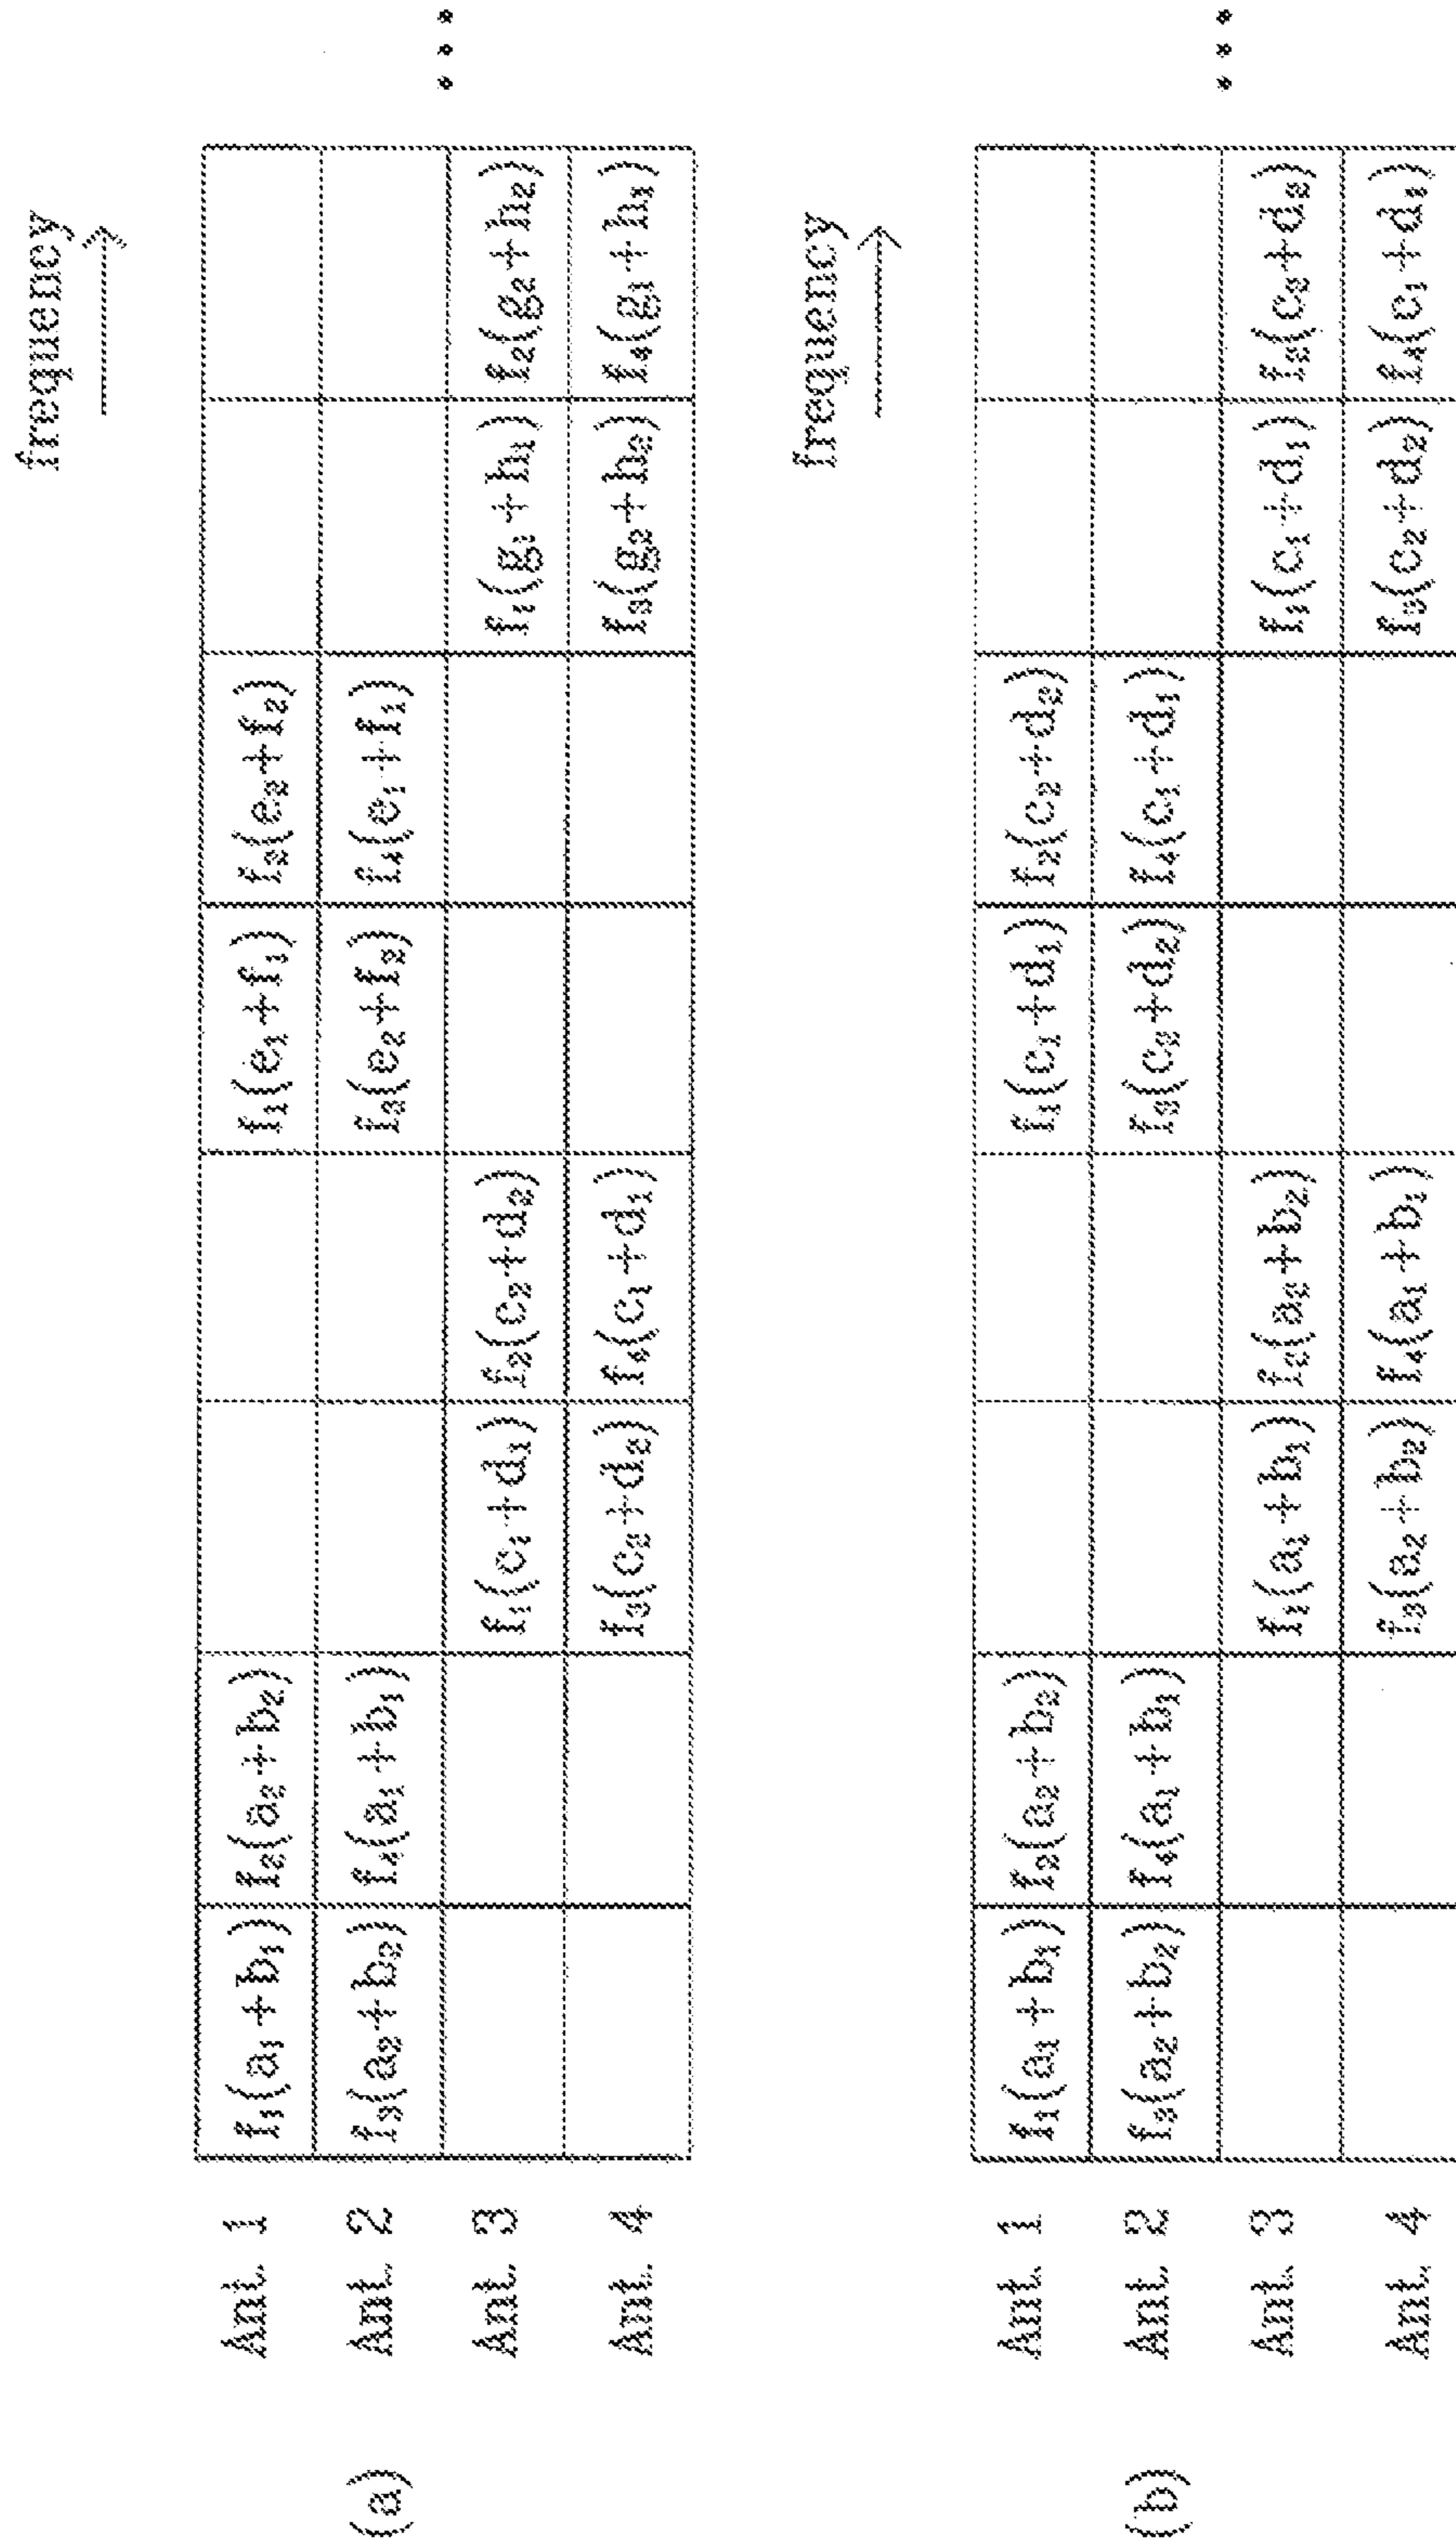 frequency
(a)
Ant. 1 f₁(a₁+b₁) f₂(a₂+b₂) f₁(e₁+f₁) f₂(e₂+f₂)
Ant. 2 f₃(a₂+b₂) f₄(a₁+b₁) f₃(e₂+f₂) f₄(e₁+f₁)
Ant. 3 f₁(c₁+d₁) f₂(c₂+d₂) f₁(g₁+h₁) f₂(g₂+h₂)
Ant. 4 f₃(c₂+d₂) f₄(c₁+d₁) f₃(g₂+h₂) f₄(g₁+h₁)
frequency
(b)
Ant. 1 f₁(a₁+b₁) f₂(a₂+b₂) f₁(c₁+d₁) f₂(c₂+d₂)
Ant. 2 f₃(a₂+b₂) f₄(a₁+b₁) f₃(c₂+d₂) f₄(c₁+d₁)
Ant. 3 f₁(a₁+b₁) f₂(a₂+b₂) f₁(c₁+d₁) f₂(c₂+d₂)
Ant. 4 f₃(a₂+b₂) f₄(a₁+b₁) f₃(c₂+d₂) f₄(c₁+d₁)